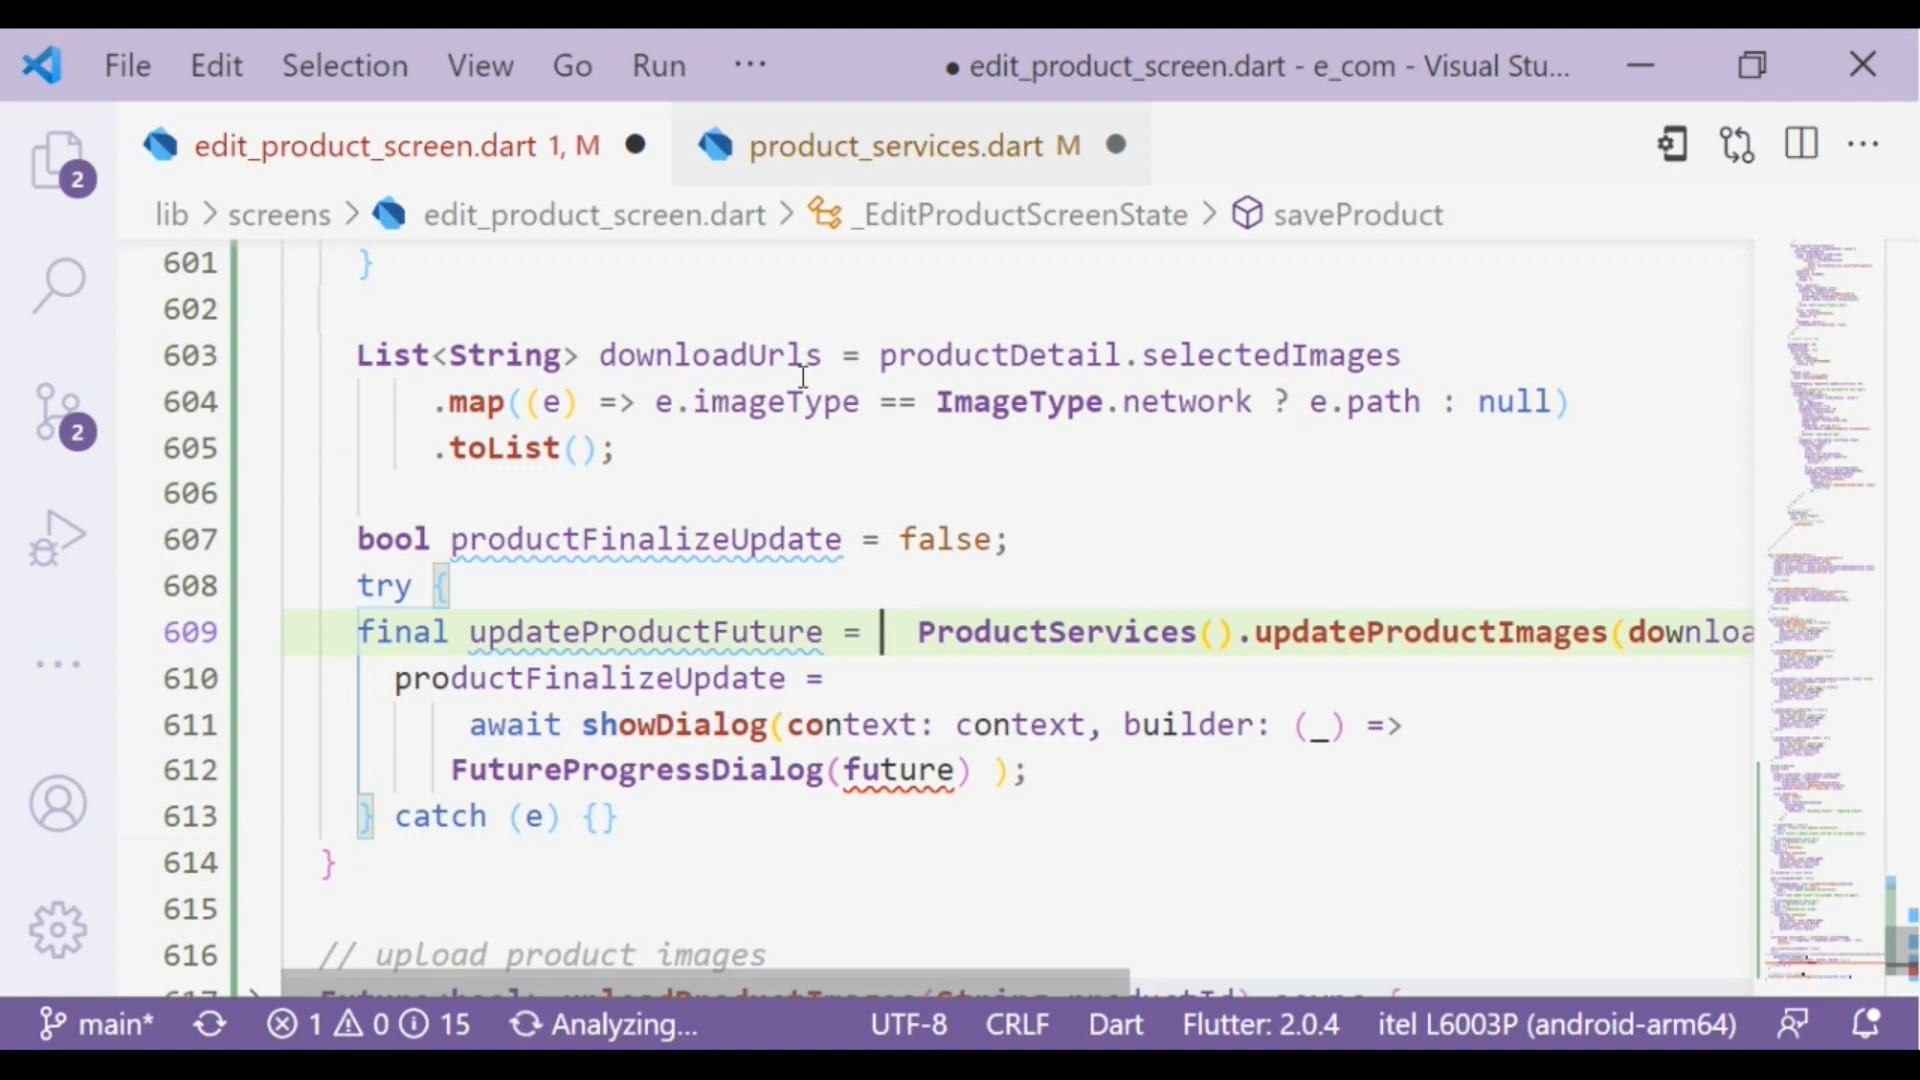 File Edit Selection View Go Run ··· ● edit_product_screen.dart - e_com - Visual Stu...
edit_product_screen.dart 1, M ● product_services.dart M ●
lib > screens > edit_product_screen.dart > _EditProductScreenState > saveProduct
2
2
601 }
602
603 List<String> downloadUrls = productDetail.selectedImages
604 .map((e) => e.imageType == ImageType.network ? e.path : null)
605 .toList();
606
607 bool productFinalizeUpdate = false;
608 try {
609 final updateProductFuture = ProductServices().updateProductImages(downloa
610 productFinalizeUpdate =
611 await showDialog(context: context, builder: (_) =>
612 FutureProgressDialog(future) );
613 } catch (e) {}
614 }
615
616 // upload product images
main* 1 0 15 Analyzing... UTF-8 CRLF Dart Flutter: 2.0.4 itel L6003P (android-arm64)